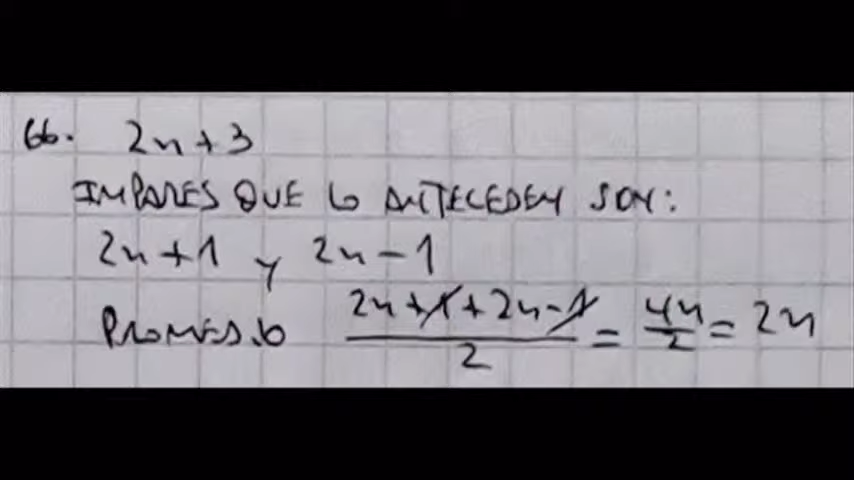 66. 2n+3
IMPARES QUE LO ANTECEDEN SON:
2n+1 y 2n-1
PROMEDIO (2n+1+2n-1)/2 = 4n/2 = 2n